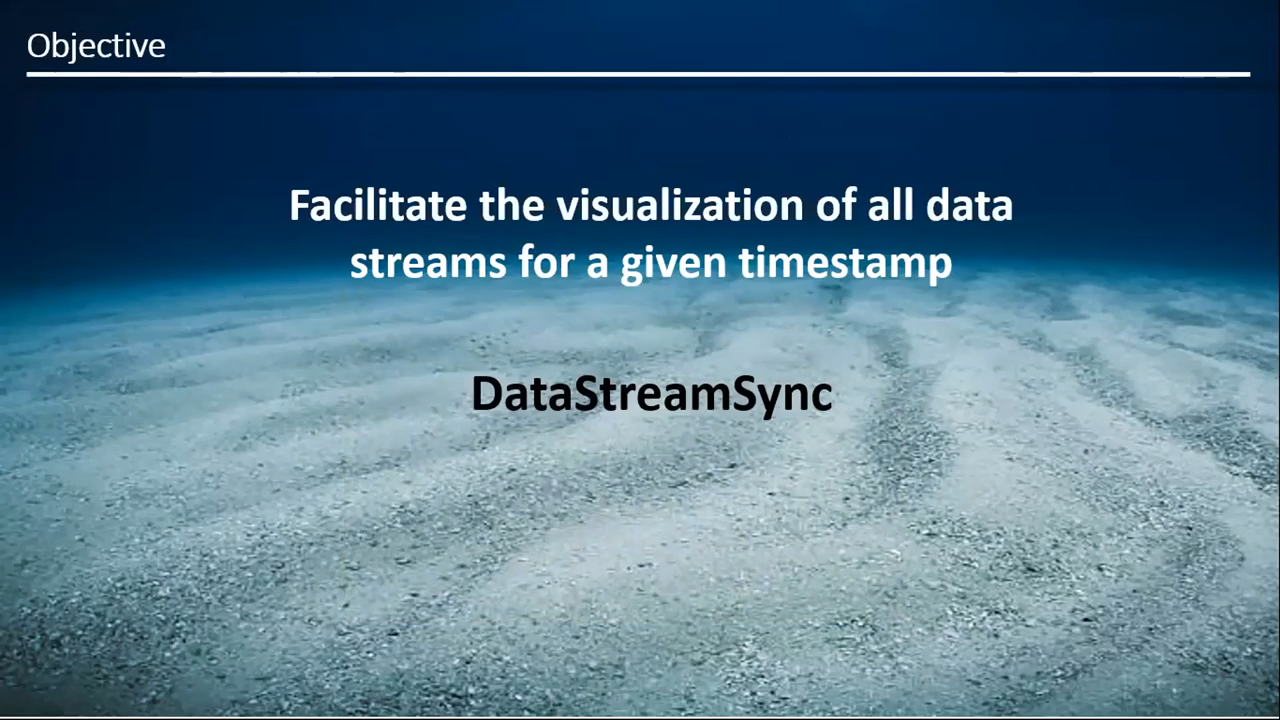 Objective
Facilitate the visualization of all data
streams for a given timestamp
DataStreamSync